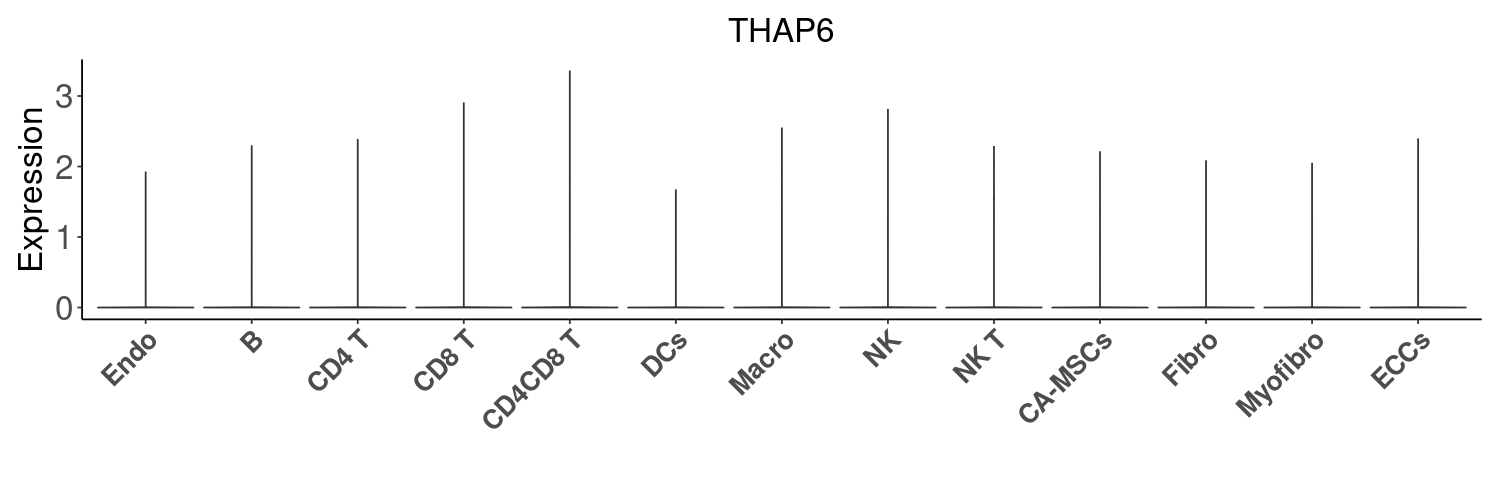 THAP6
Expression
3
2
1
0
Endo
B
CD4 T
CD8 T
CD4CD8 T
DCs
Macro
NK
NK T
CA-MSCs
Fibro
Myofibro
ECCs